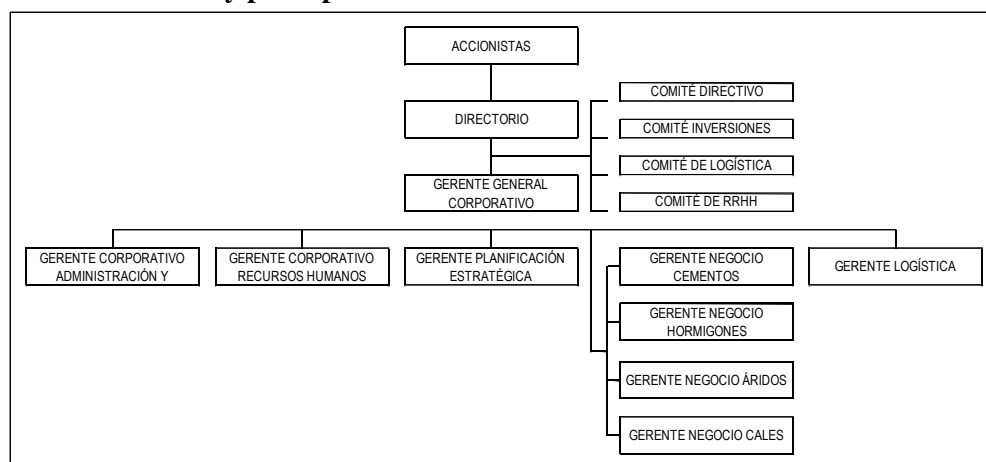 ACCIONISTAS
DIRECTORIO
COMITÉ DIRECTIVO
COMITÉ INVERSIONES
COMITÉ DE LOGÍSTICA
COMITÉ DE RRHH
GERENTE GENERAL
CORPORATIVO
GERENTE CORPORATIVO
ADMINISTRACIÓN Y
GERENTE CORPORATIVO
RECURSOS HUMANOS
GERENTE PLANIFICACIÓN
ESTRATÉGICA
GERENTE NEGOCIO
CEMENTOS
GERENTE LOGÍSTICA
GERENTE NEGOCIO
HORMIGONES
GERENTE NEGOCIO ÁRIDOS
GERENTE NEGOCIO CALES